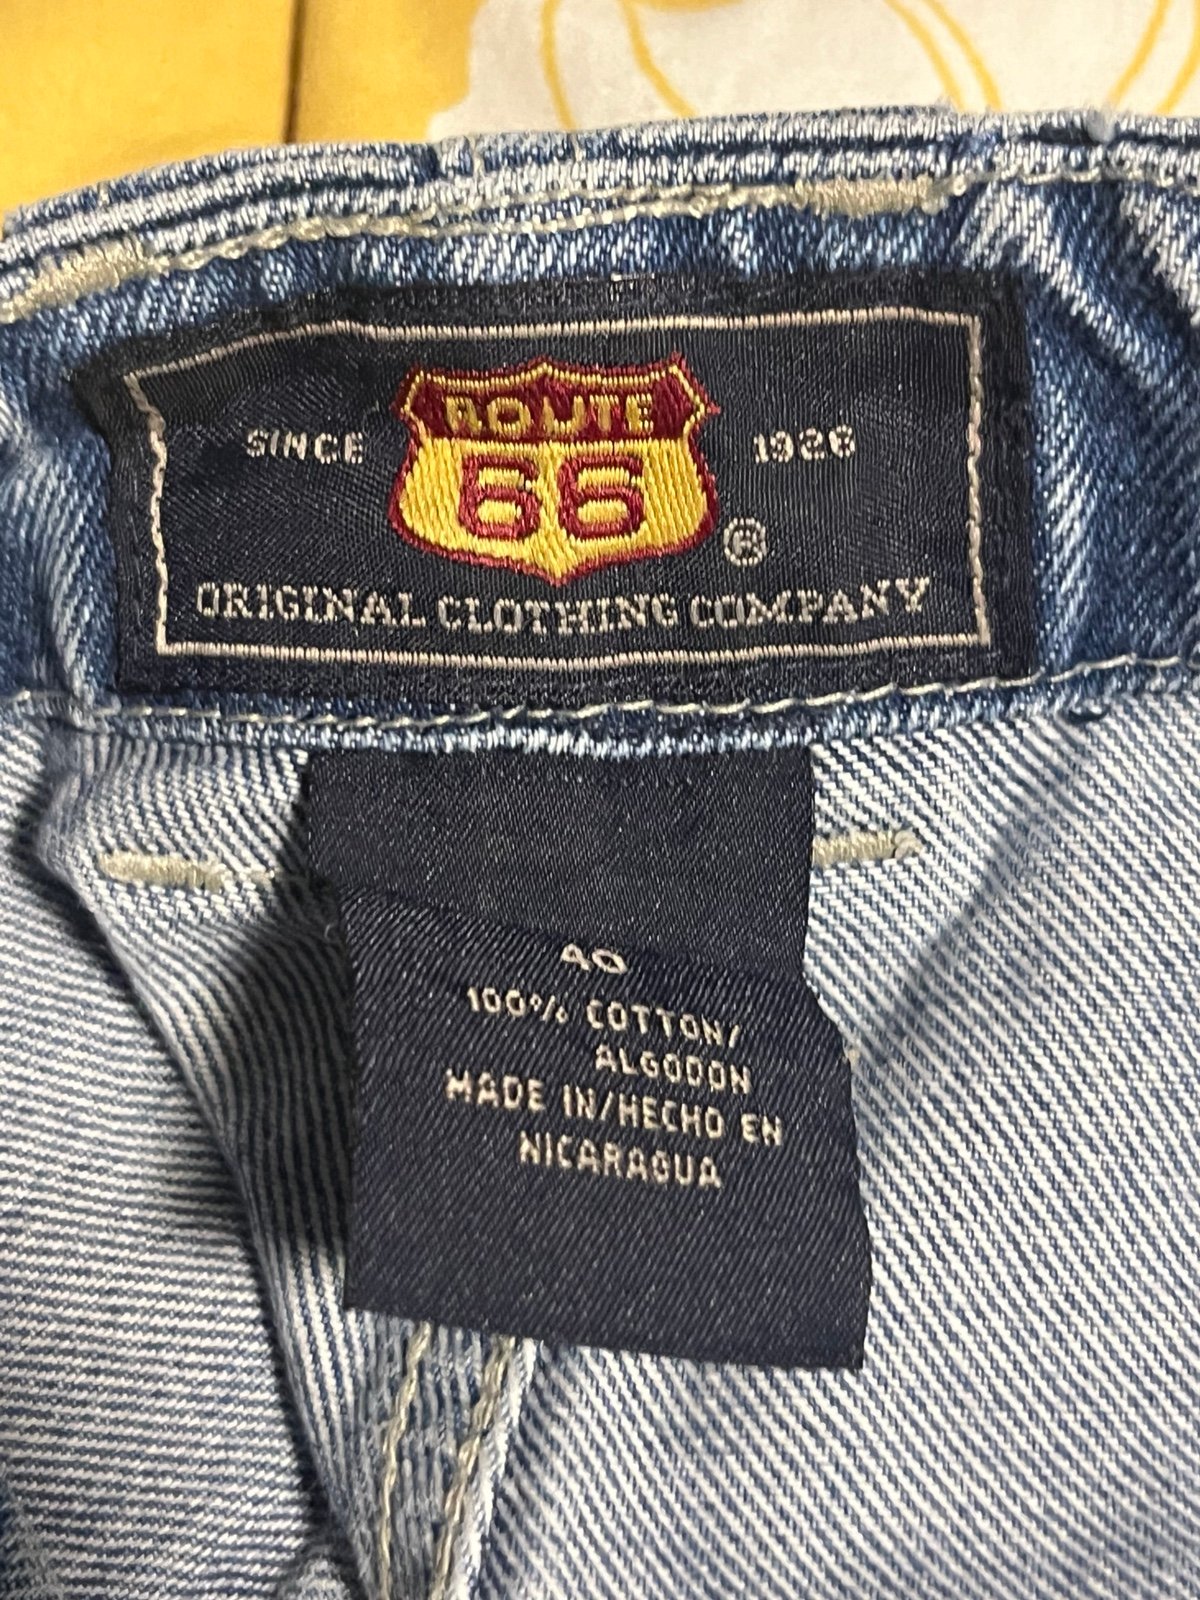 SINCE ROUTE 66 1926 ®
ORIGINAL CLOTHING COMPANY
40
100% COTTON/
ALGODON
MADE IN/HECHO EN
NICARAGUA